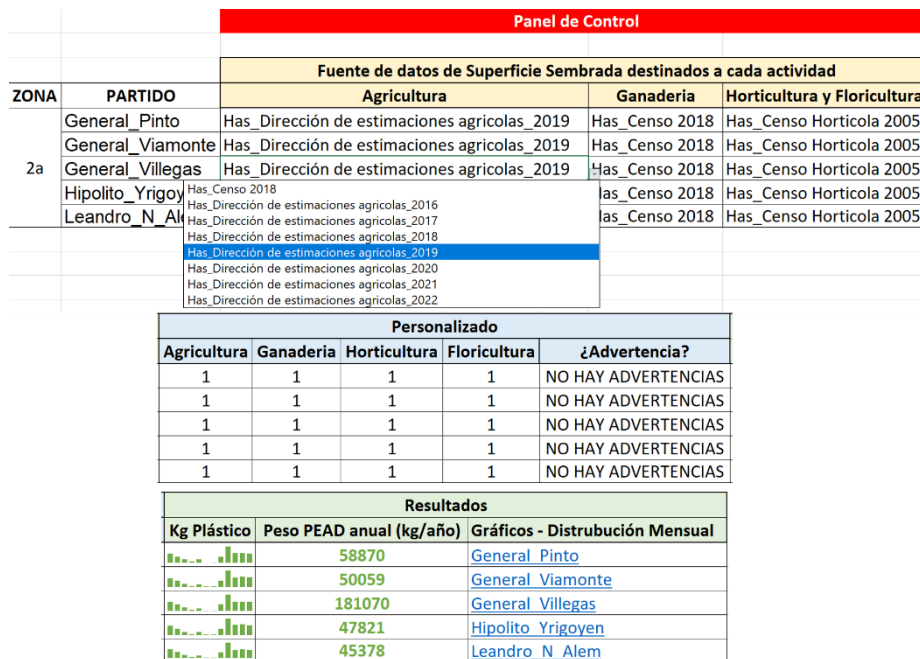 Panel de Control
Fuente de datos de Superficie Sembrada destinados a cada actividad
ZONA PARTIDO Agricultura Ganaderia Horticultura y Floricultura
General_Pinto Has_Dirección de estimaciones agricolas_2019 Has_Censo 2018 Has_Censo Horticola 2005
General_Viamonte Has_Dirección de estimaciones agricolas_2019 Has_Censo 2018 Has_Censo Horticola 2005
2a General_Villegas Has_Dirección de estimaciones agricolas_2019 Has_Censo 2018 Has_Censo Horticola 2005
Hipolito_Yrigoy Has_Censo 2018 Has_Censo Horticola 2005
Leandro_N_Al Has_Censo 2018 Has_Censo Horticola 2005
Has_Censo 2018
Has_Dirección de estimaciones agricolas_2016
Has_Dirección de estimaciones agricolas_2017
Has_Dirección de estimaciones agricolas_2018
Has_Dirección de estimaciones agricolas_2019
Has_Dirección de estimaciones agricolas_2020
Has_Dirección de estimaciones agricolas_2021
Has_Dirección de estimaciones agricolas_2022
Personalizado
Agricultura Ganaderia Horticultura Floricultura ¿Advertencia?
1 1 1 1 NO HAY ADVERTENCIAS
1 1 1 1 NO HAY ADVERTENCIAS
1 1 1 1 NO HAY ADVERTENCIAS
1 1 1 1 NO HAY ADVERTENCIAS
1 1 1 1 NO HAY ADVERTENCIAS
Resultados
Kg Plástico Peso PEAD anual (kg/año) Gráficos - Distrubución Mensual
58870 General_Pinto
50059 General_Viamonte
181070 General_Villegas
47821 Hipolito_Yrigoyen
45378 Leandro_N_Alem